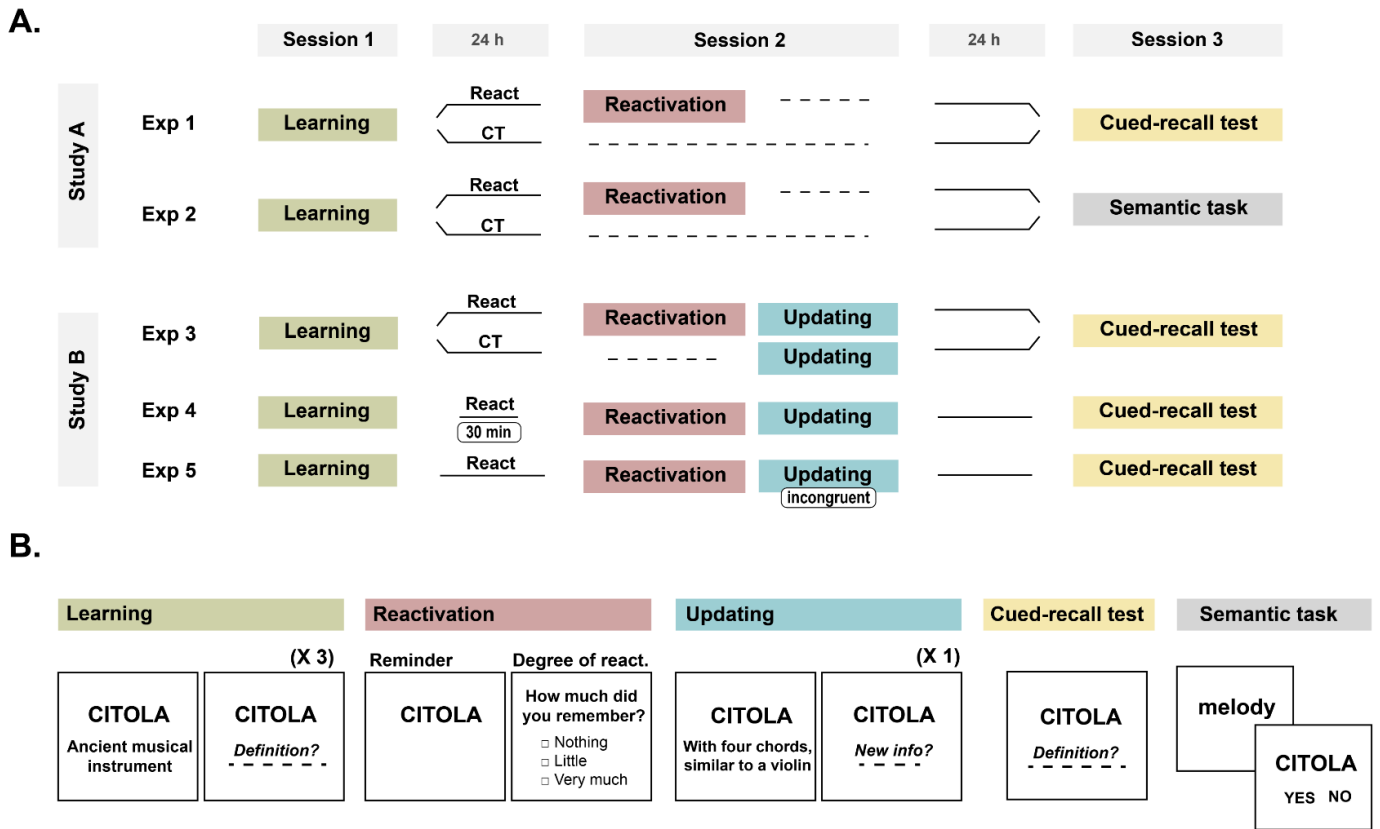 A.
Session 1 24 h Session 2 24 h Session 3
Study A
React
Exp 1 Learning Reactivation Cued-recall test
CT
React
Exp 2 Learning Reactivation Semantic task
CT
Study B
React
Exp 3 Learning Reactivation Updating Cued-recall test
CT Updating
Exp 4 Learning React Reactivation Updating Cued-recall test
30 min
Exp 5 Learning React Reactivation Updating Cued-recall test
incongruent
B.
Learning Reactivation Updating Cued-recall test Semantic task
(X 3) Reminder Degree of react. (X 1)
CITOLA
Ancient musical
instrument
CITOLA
Definition?
CITOLA
How much did
you remember?
□ Nothing
□ Little
□ Very much
CITOLA
With four chords,
similar to a violin
CITOLA
New info?
CITOLA
Definition?
melody
CITOLA
YES NO